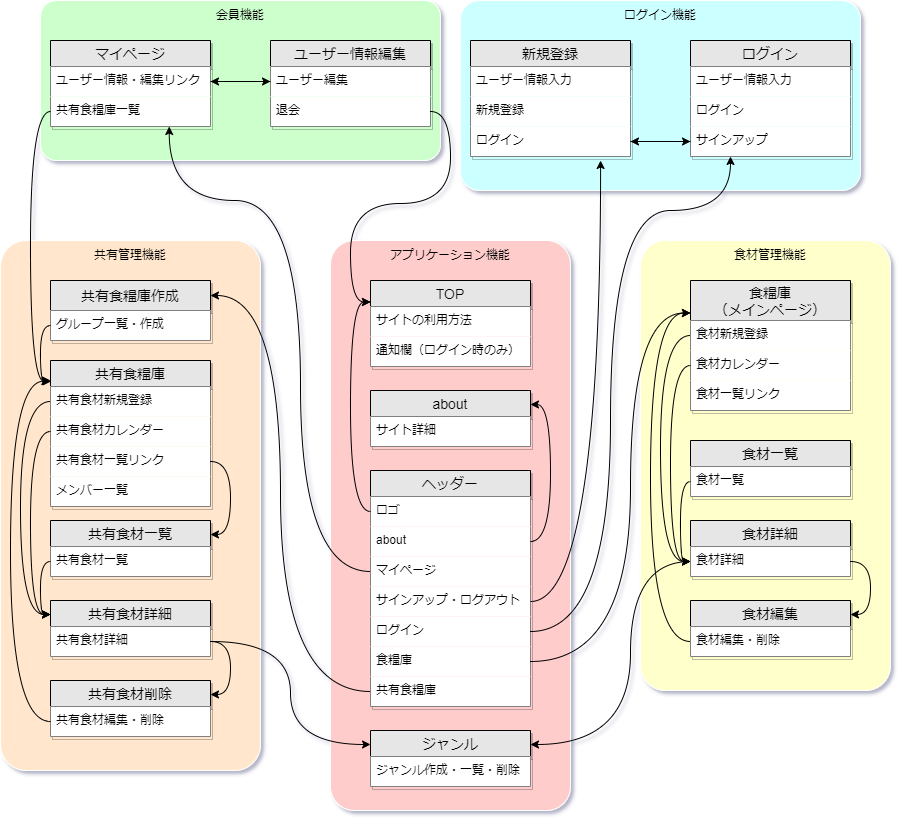 会員機能
マイページ
ユーザー情報・編集リンク
共有食糧庫一覧
ユーザー情報編集
ユーザー編集
退会
ログイン機能
新規登録
ユーザー情報入力
新規登録
ログイン
ログイン
ユーザー情報入力
ログイン
サインアップ
共有管理機能
共有食糧庫作成
グループ一覧・作成
共有食糧庫
共有食材新規登録
共有食材カレンダー
共有食材一覧リンク
メンバー一覧
共有食材一覧
共有食材一覧
共有食材詳細
共有食材詳細
共有食材削除
共有食材編集・削除
アプリケーション機能
TOP
サイトの利用方法
通知欄（ログイン時のみ）
about
サイト詳細
ヘッダー
ロゴ
about
マイページ
サインアップ・ログアウト
ログイン
食糧庫
共有食糧庫
ジャンル
ジャンル作成・一覧・削除
食材管理機能
食糧庫
（メインページ）
食材新規登録
食材カレンダー
食材一覧リンク
食材一覧
食材一覧
食材詳細
食材詳細
食材編集
食材編集・削除